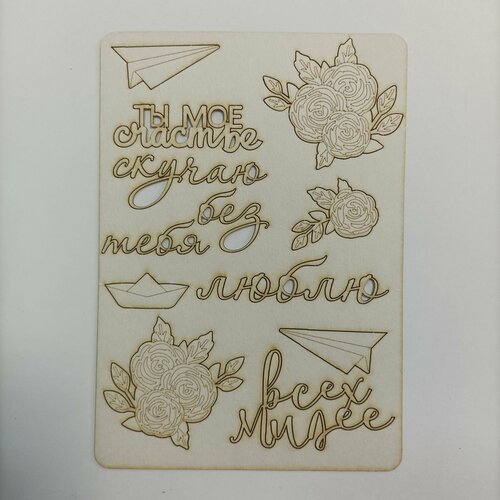 ТЫ МОЕ
счастье
скучаю
без
тебя
люблю
всех
милее